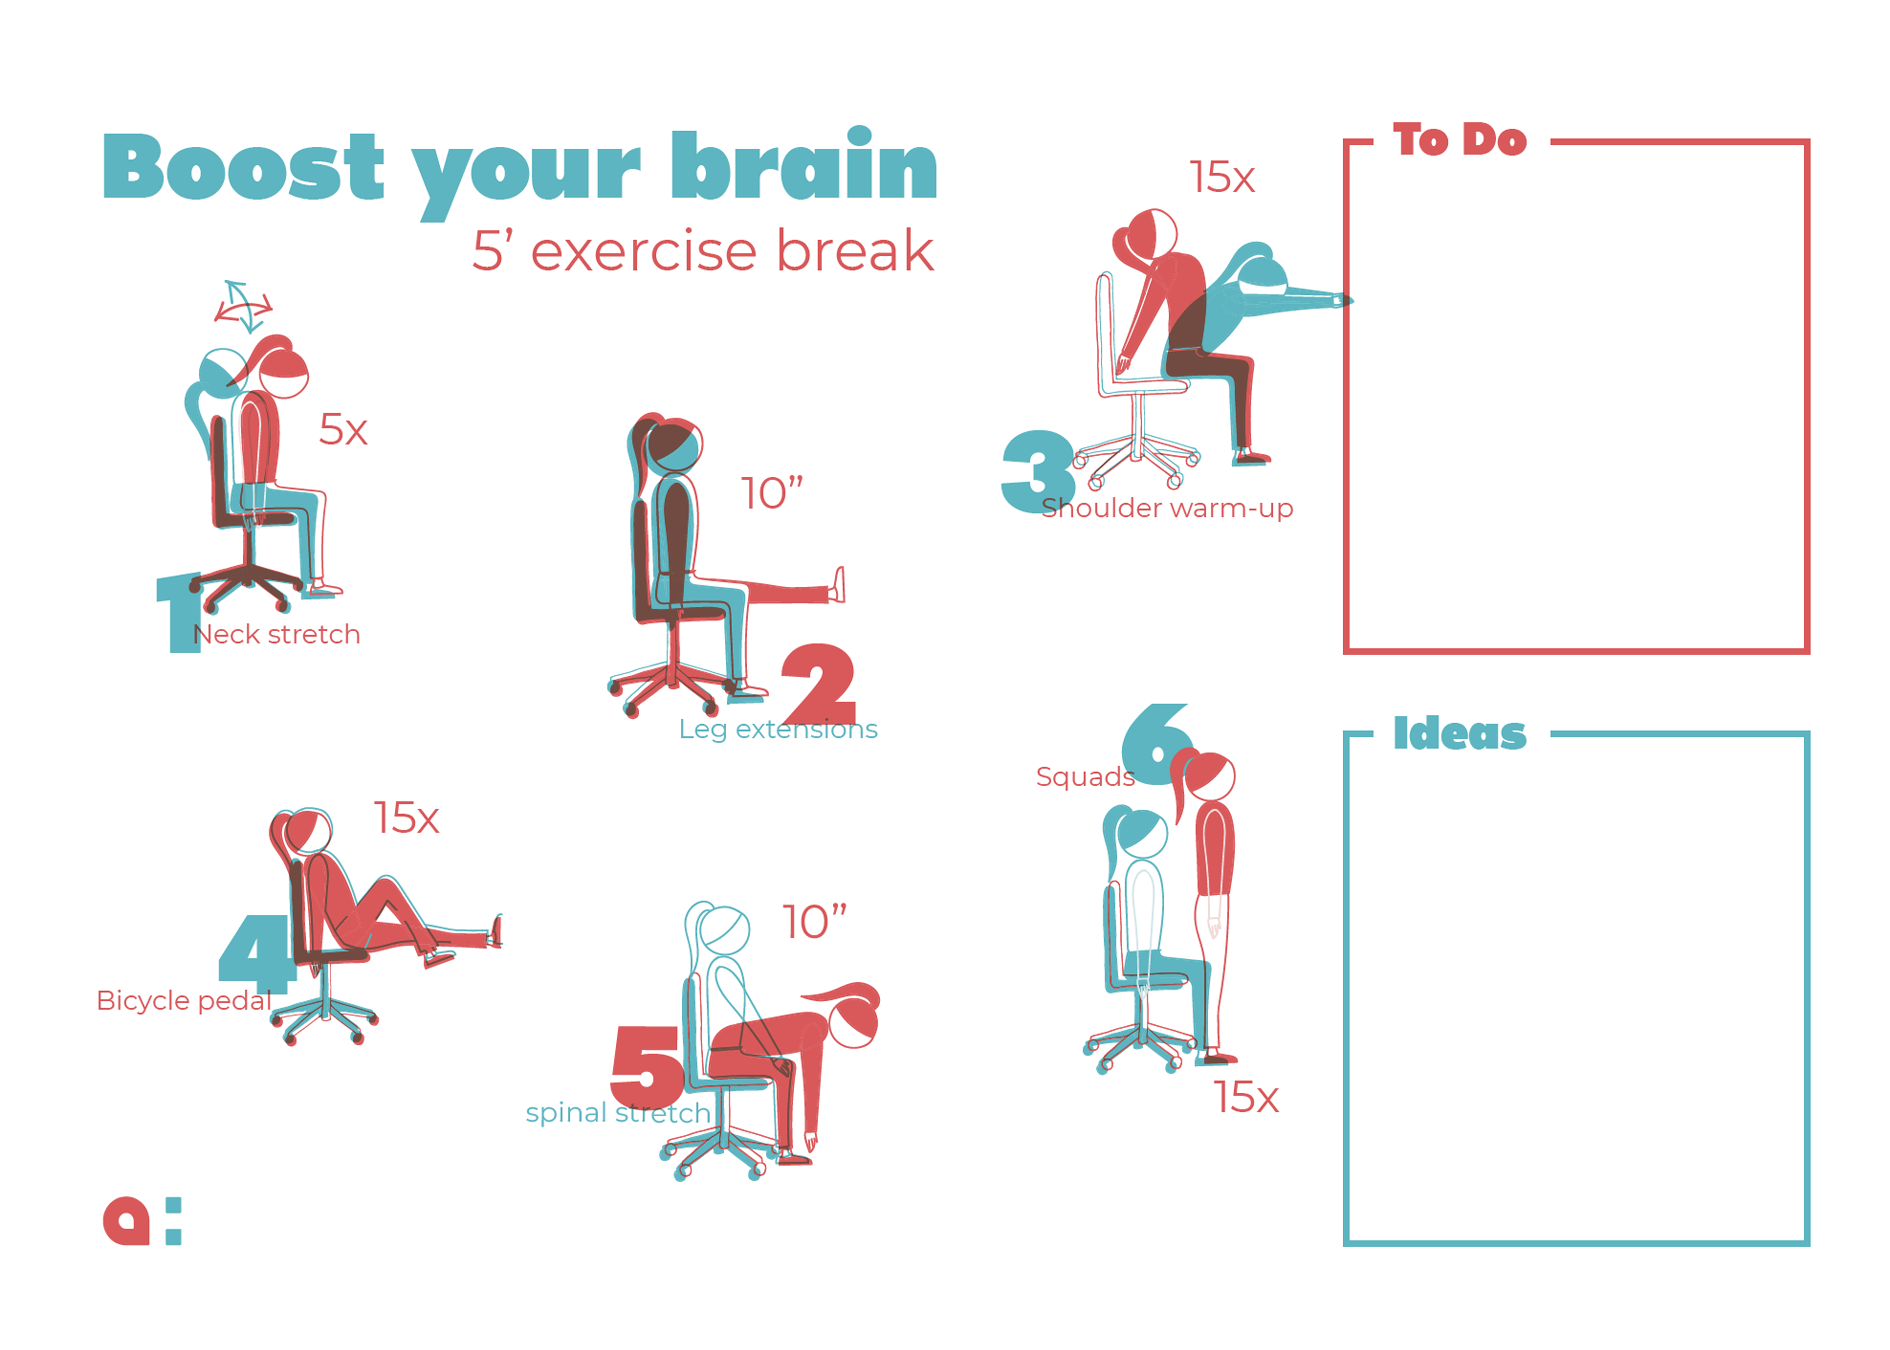 Boost your brain
5’ exercise break
5x
1
Neck stretch
10”
2
Leg extensions
15x
3
Shoulder warm-up
15x
4
Bicycle pedal
10”
5
spinal stretch
6
Squads
15x
To Do
Ideas
a: